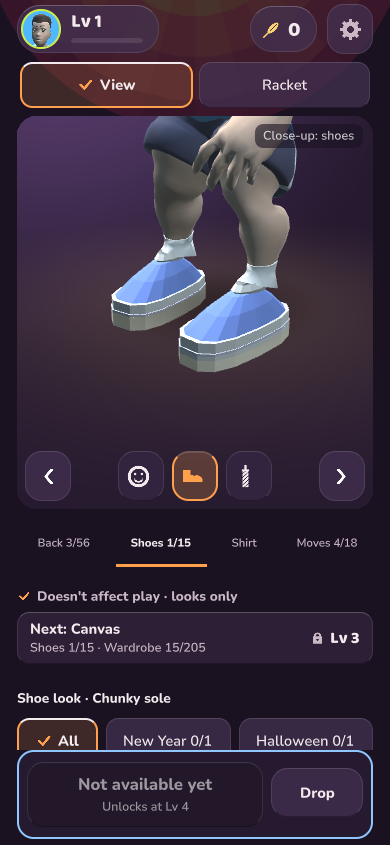 Lv 1
0
View
Racket
Close-up: shoes
Back 3/56
Shoes 1/15
Shirt
Moves 4/18
Doesn't affect play · looks only
Next: Canvas
Shoes 1/15 · Wardrobe 15/205
Lv 3
Shoe look · Chunky sole
All
New Year 0/1
Halloween 0/1
Not available yet
Unlocks at Lv 4
Drop